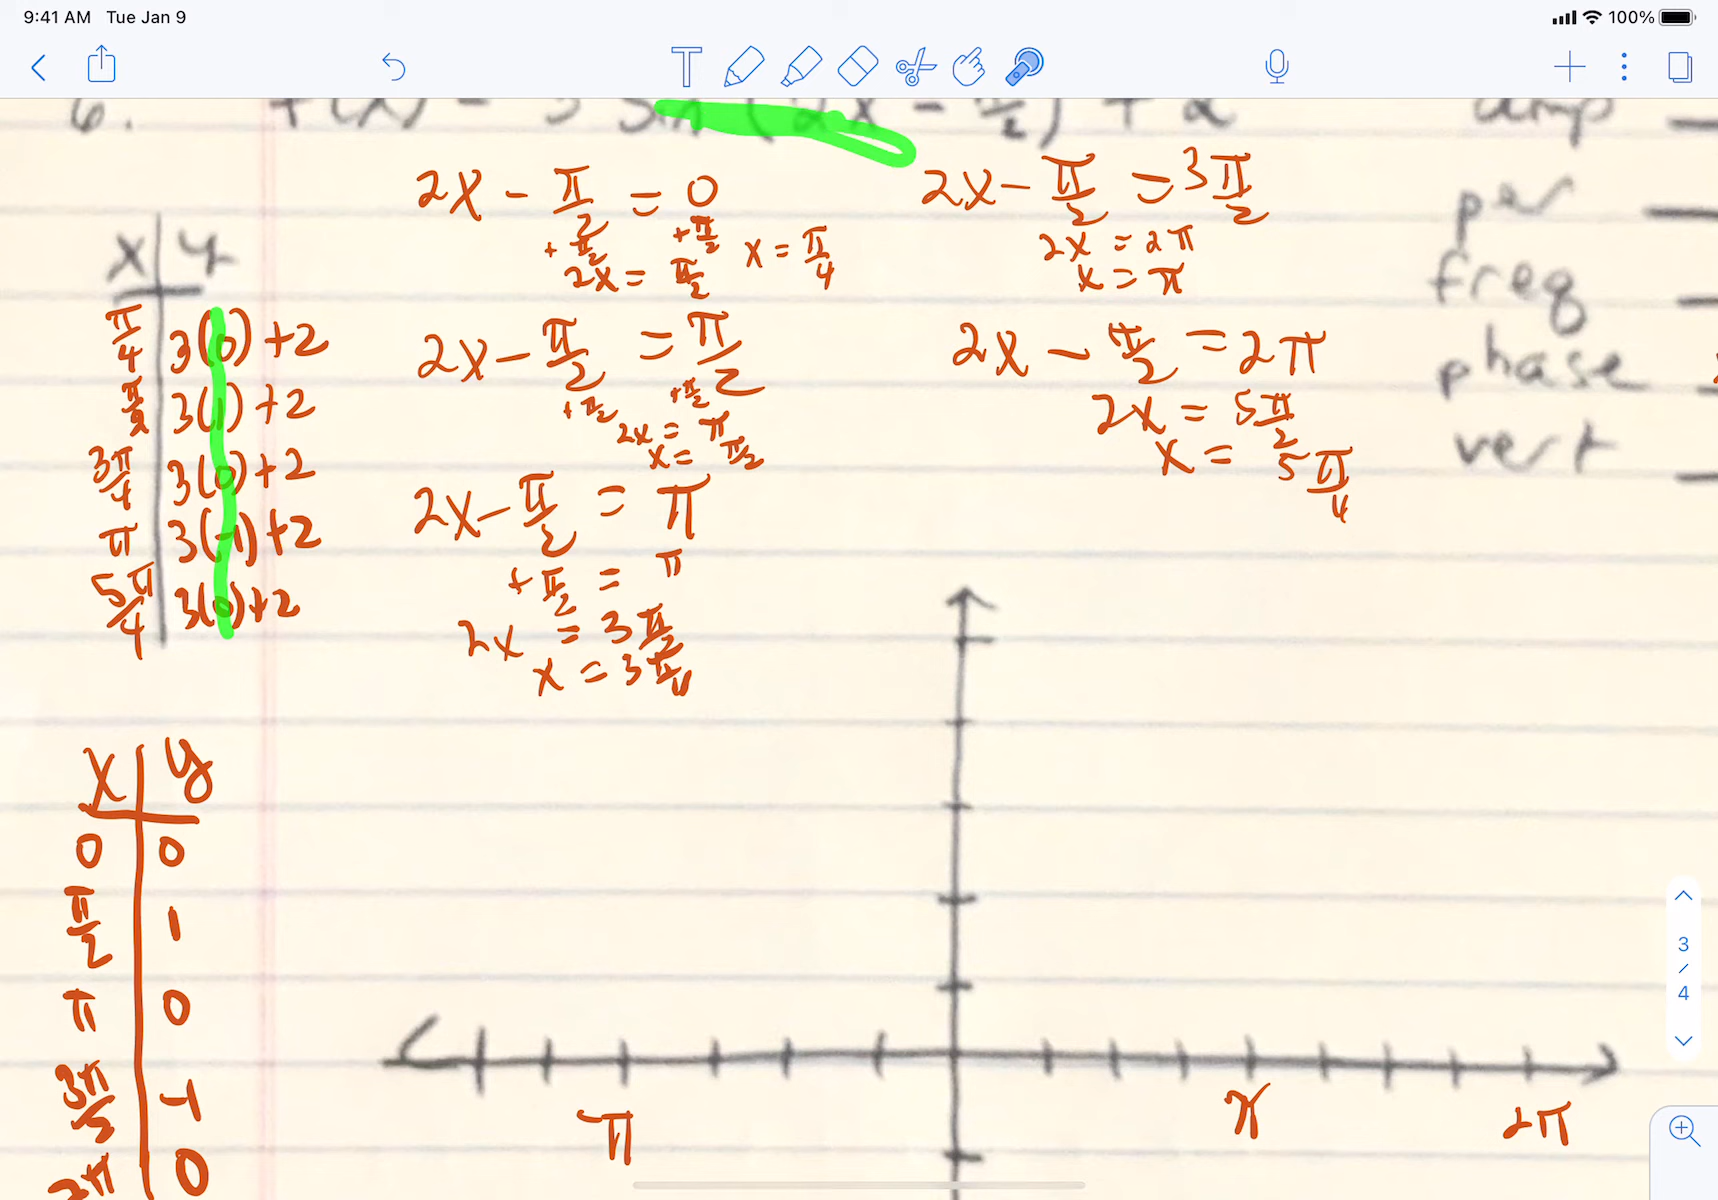 9:41 AM Tue Jan 9
100%
6. f(x) = 3 sin (2x - π/2) + 2
amp
per
freq
phase
vert
x y
π/4 3(0)+2
π/2 3(1)+2
3π/4 3(0)+2
π 3(-1)+2
5π/4 3(0)+2
2x - π/2 = 0
+π/2 +π/2
2x = π/2 x = π/4
2x - π/2 = π/2
+π/2 +π/2
2x = π
x = π/2
2x - π/2 = π
+π/2 = π
2x = 3π/2
x = 3π/4
2x - π/2 = 3π/2
2x = 2π
x = π
2x - π/2 = 2π
2x = 5π/2
x = 5π/4
x y
0 0
π/2 1
π 0
3π/2 -1
2π 0
π π 2π
3
/
4